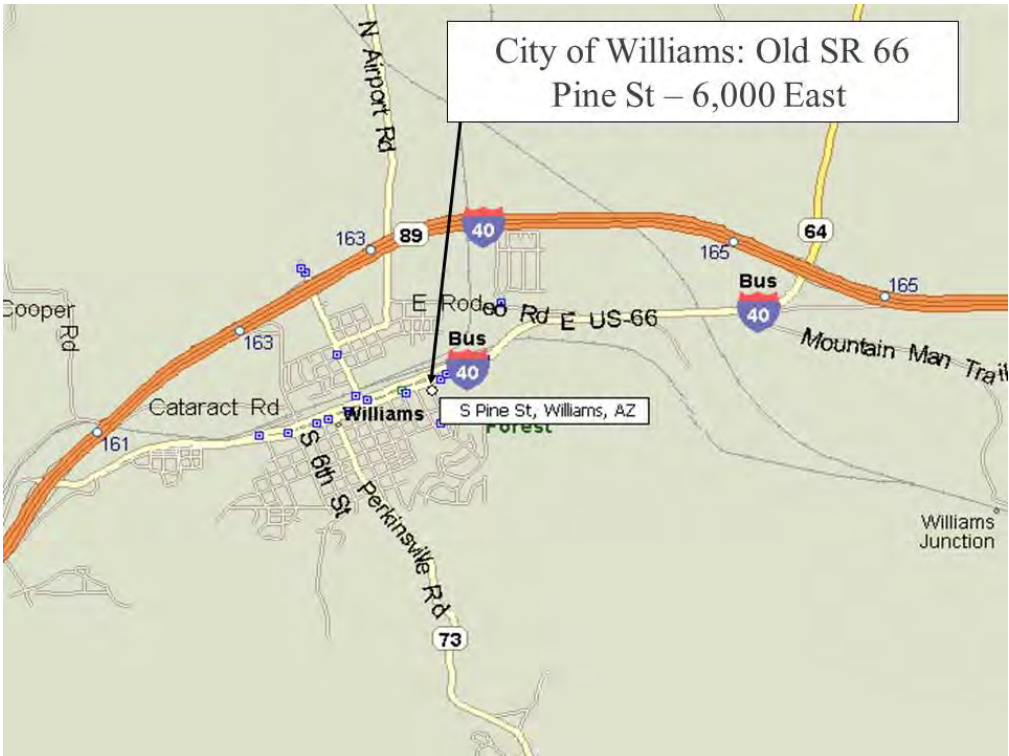 City of Williams: Old SR 66
Pine St – 6,000 East
N Airport Rd
163
89
40
165
64
165
Bus
40
Cooper
Rd
E Rodeo Rd
E US-66
163
Bus
40
Mountain Man Trail
Cataract Rd
Williams
S Pine St, Williams, AZ
Forest
161
S 6th St
Perkinsville Rd
Williams
Junction
73